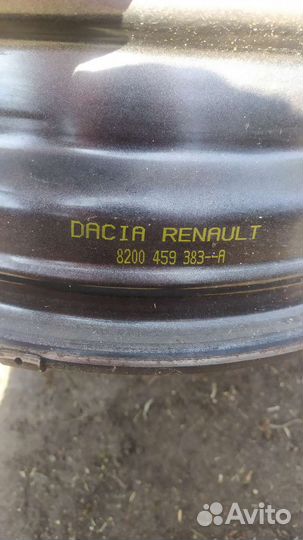 DACIA RENAULT
8200 459 383--A
Avito